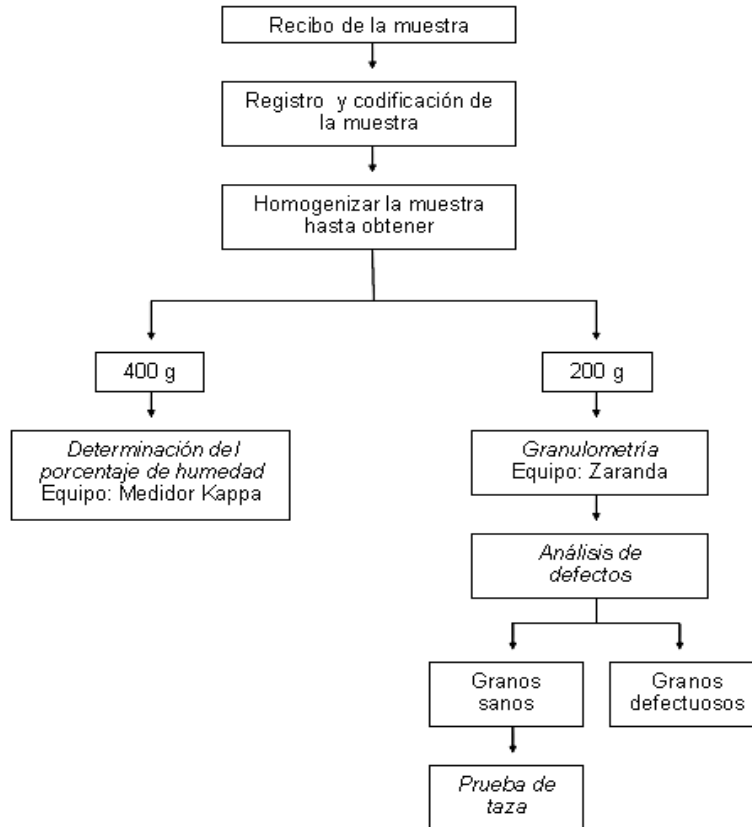 Recibo de la muestra
Registro y codificación de
la muestra
Homogenizar la muestra
hasta obtener
400 g
200 g
Determinación del
porcentaje de humedad
Equipo: Medidor Kappa
Granulometría
Equipo: Zaranda
Análisis de
defectos
Granos
sanos
Granos
defectuosos
Prueba de
taza